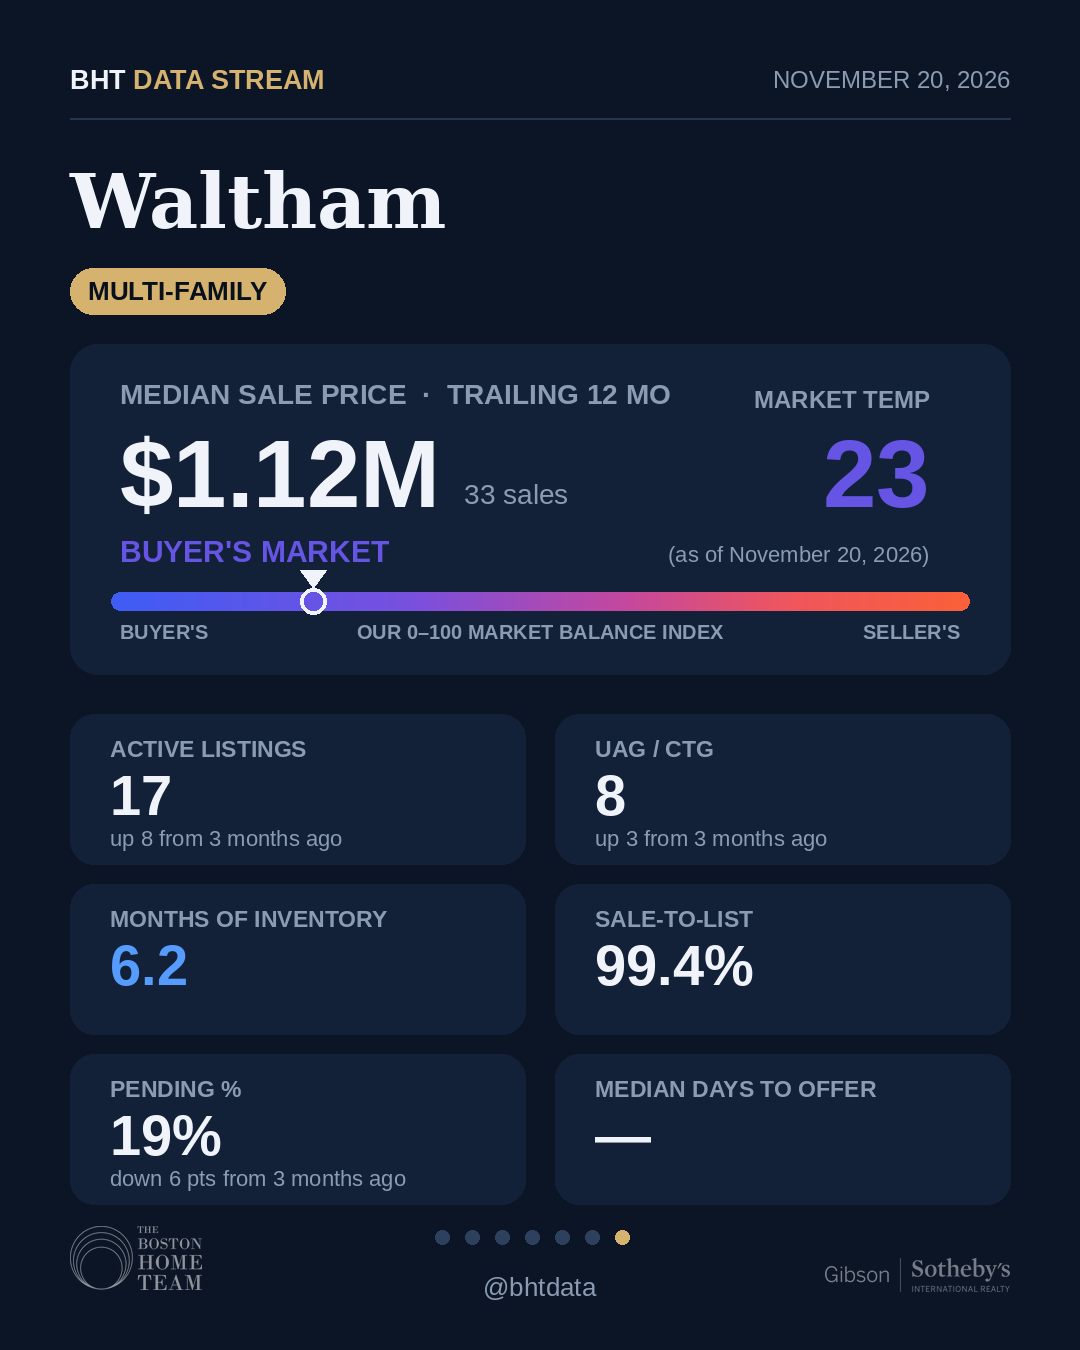 BHT DATA STREAM
NOVEMBER 20, 2026
Waltham
MULTI-FAMILY
MEDIAN SALE PRICE · TRAILING 12 MO
MARKET TEMP
$1.12M 33 sales
23
BUYER'S MARKET
(as of November 20, 2026)
BUYER'S
OUR 0–100 MARKET BALANCE INDEX
SELLER'S
ACTIVE LISTINGS
17
up 8 from 3 months ago
UAG / CTG
8
up 3 from 3 months ago
MONTHS OF INVENTORY
6.2
SALE-TO-LIST
99.4%
PENDING %
19%
down 6 pts from 3 months ago
MEDIAN DAYS TO OFFER
—
THE
BOSTON
HOME
TEAM
@bhtdata
Gibson
Sotheby's
INTERNATIONAL REALTY